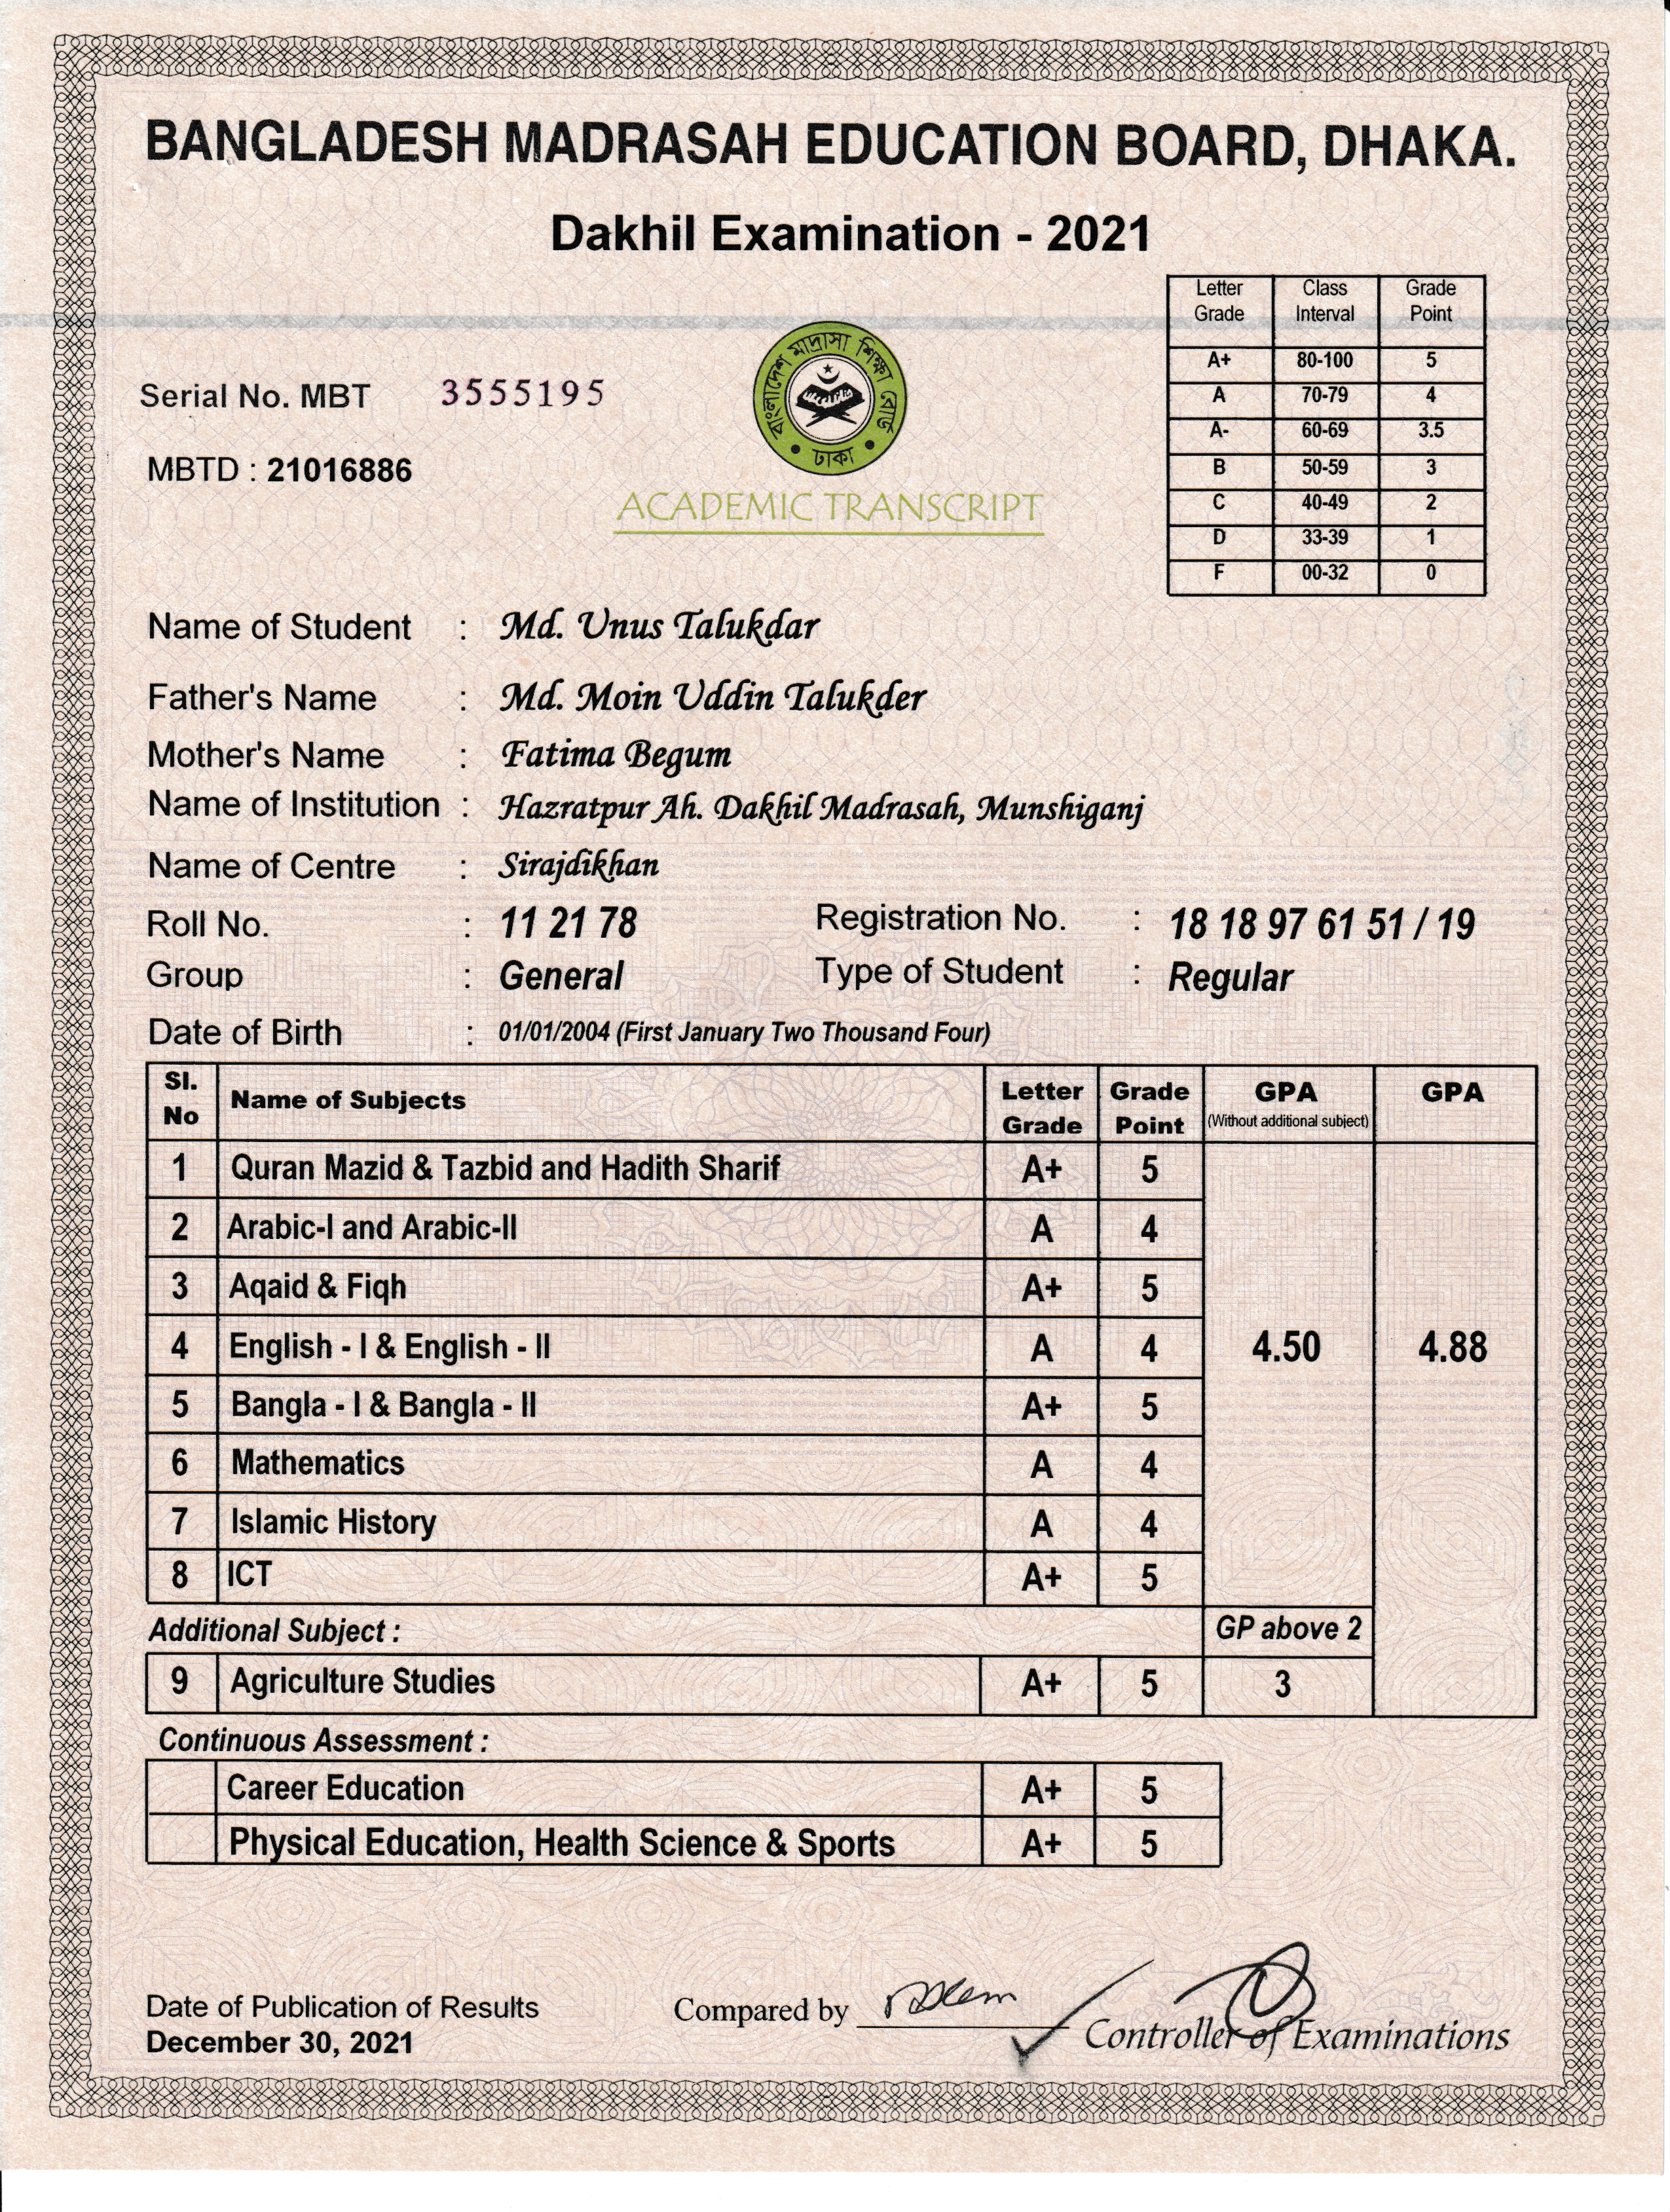 BANGLADESH MADRASAH EDUCATION BOARD, DHAKA.
Dakhil Examination - 2021
Letter Grade Class Interval Grade Point
A+ 80-100 5
A 70-79 4
A- 60-69 3.5
B 50-59 3
C 40-49 2
D 33-39 1
F 00-32 0
Serial No. MBT 3555195
MBTD : 21016886
বাংলাদেশ মাদ্রাসা শিক্ষা বোর্ড
ঢাকা
ACADEMIC TRANSCRIPT
Name of Student : Md. Unus Talukdar
Father's Name : Md. Moin Uddin Talukder
Mother's Name : Fatima Begum
Name of Institution : Hazratpur Ah. Dakhil Madrasah, Munshiganj
Name of Centre : Sirajdikhan
Roll No. : 11 21 78 Registration No. : 18 18 97 61 51 / 19
Group : General Type of Student : Regular
Date of Birth : 01/01/2004 (First January Two Thousand Four)
Sl. No Name of Subjects Letter Grade Grade Point GPA (Without additional subject) GPA
1 Quran Mazid & Tazbid and Hadith Sharif A+ 5
2 Arabic-I and Arabic-II A 4
3 Aqaid & Fiqh A+ 5
4 English - I & English - II A 4 4.50 4.88
5 Bangla - I & Bangla - II A+ 5
6 Mathematics A 4
7 Islamic History A 4
8 ICT A+ 5
Additional Subject : GP above 2
9 Agriculture Studies A+ 5 3
Continuous Assessment :
Career Education A+ 5
Physical Education, Health Science & Sports A+ 5
Date of Publication of Results
December 30, 2021
Compared by
Controller of Examinations